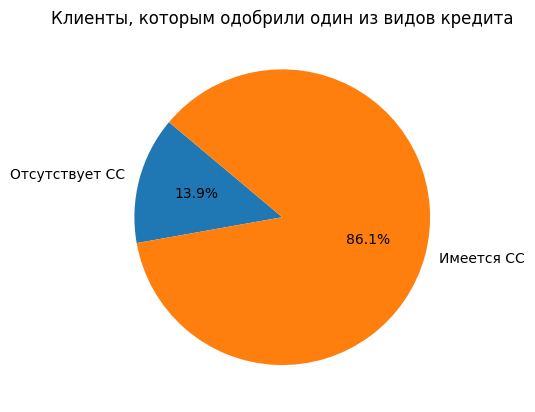 Клиенты, которым одобрили один из видов кредита
Отсутствует СС
13.9%
86.1%
Имеется СС